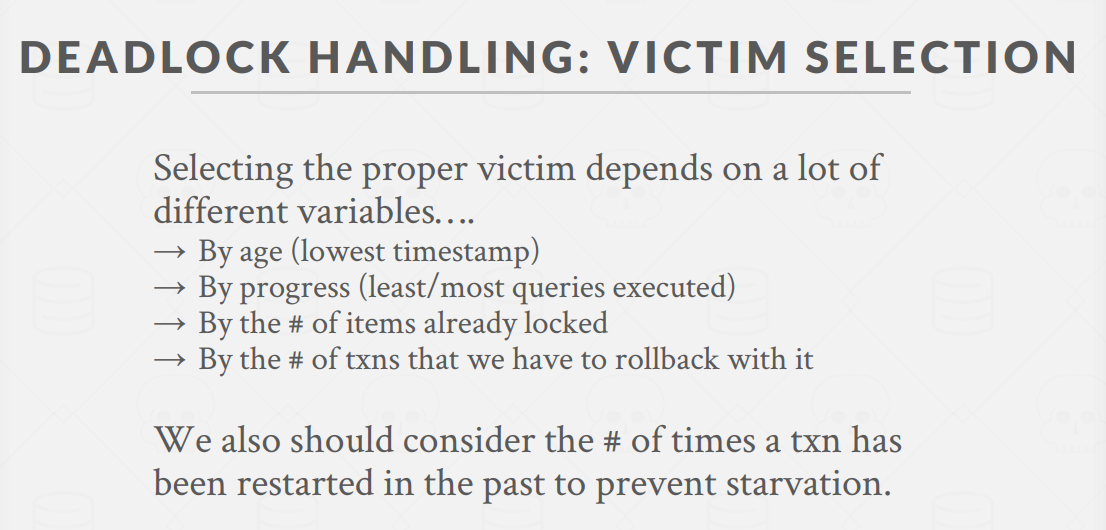 DEADLOCK HANDLING: VICTIM SELECTION
Selecting the proper victim depends on a lot of
different variables....
→ By age (lowest timestamp)
→ By progress (least/most queries executed)
→ By the # of items already locked
→ By the # of txns that we have to rollback with it
We also should consider the # of times a txn has
been restarted in the past to prevent starvation.